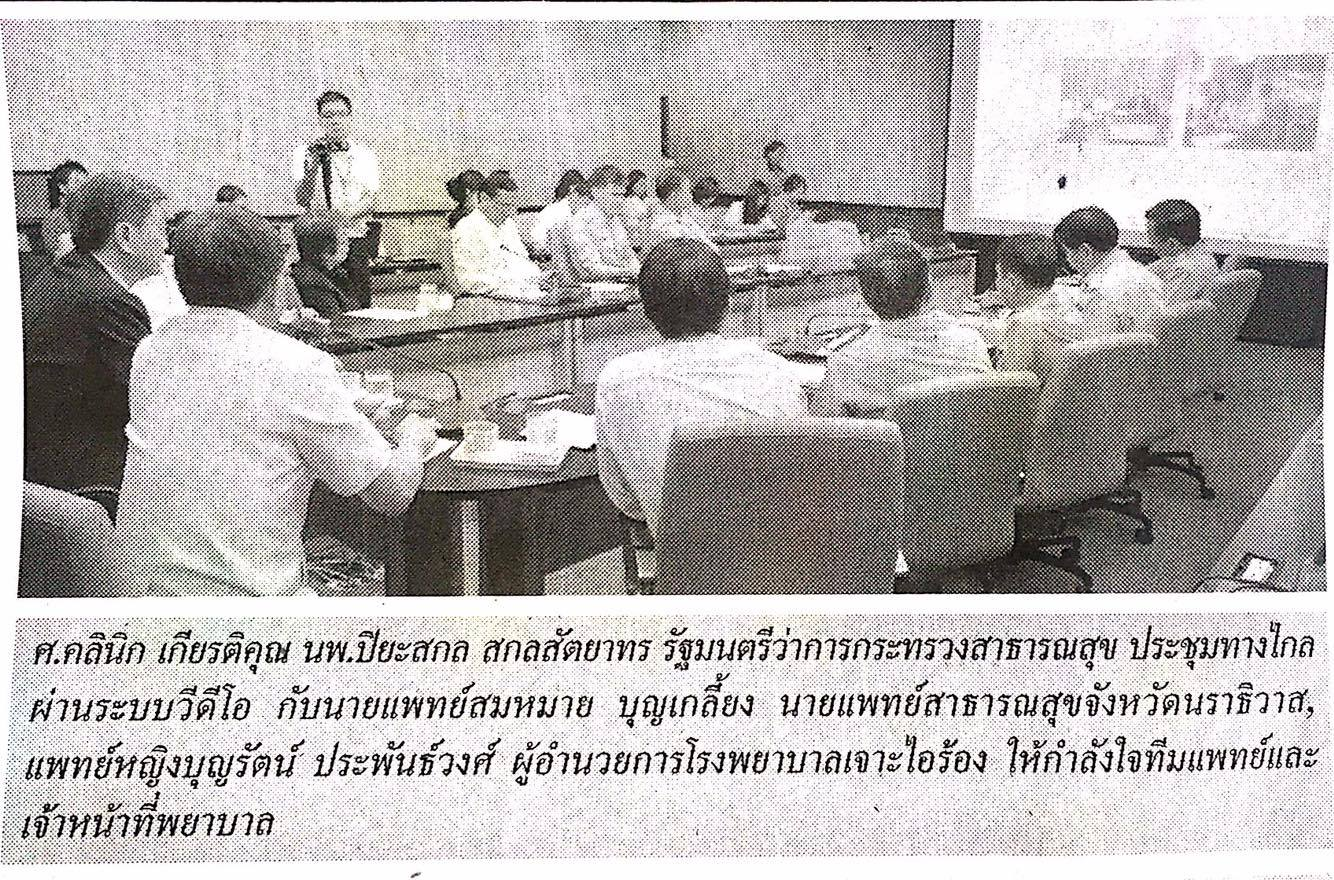 ศ.คลินิก เกียรติคุณ นพ.ปิยะสกล สกลสัตยาทร รัฐมนตรีว่าการกระทรวงสาธารณสุข ประชุมทางไกล
ผ่านระบบวีดีโอ กับนายแพทย์สมหมาย บุญเกลี้ยง นายแพทย์สาธารณสุขจังหวัดนราธิวาส,
แพทย์หญิงบุญรัตน์ ประพันธ์วงศ์ ผู้อำนวยการโรงพยาบาลเจาะไอร้อง ให้กำลังใจทีมแพทย์และ
เจ้าหน้าที่พยาบาล